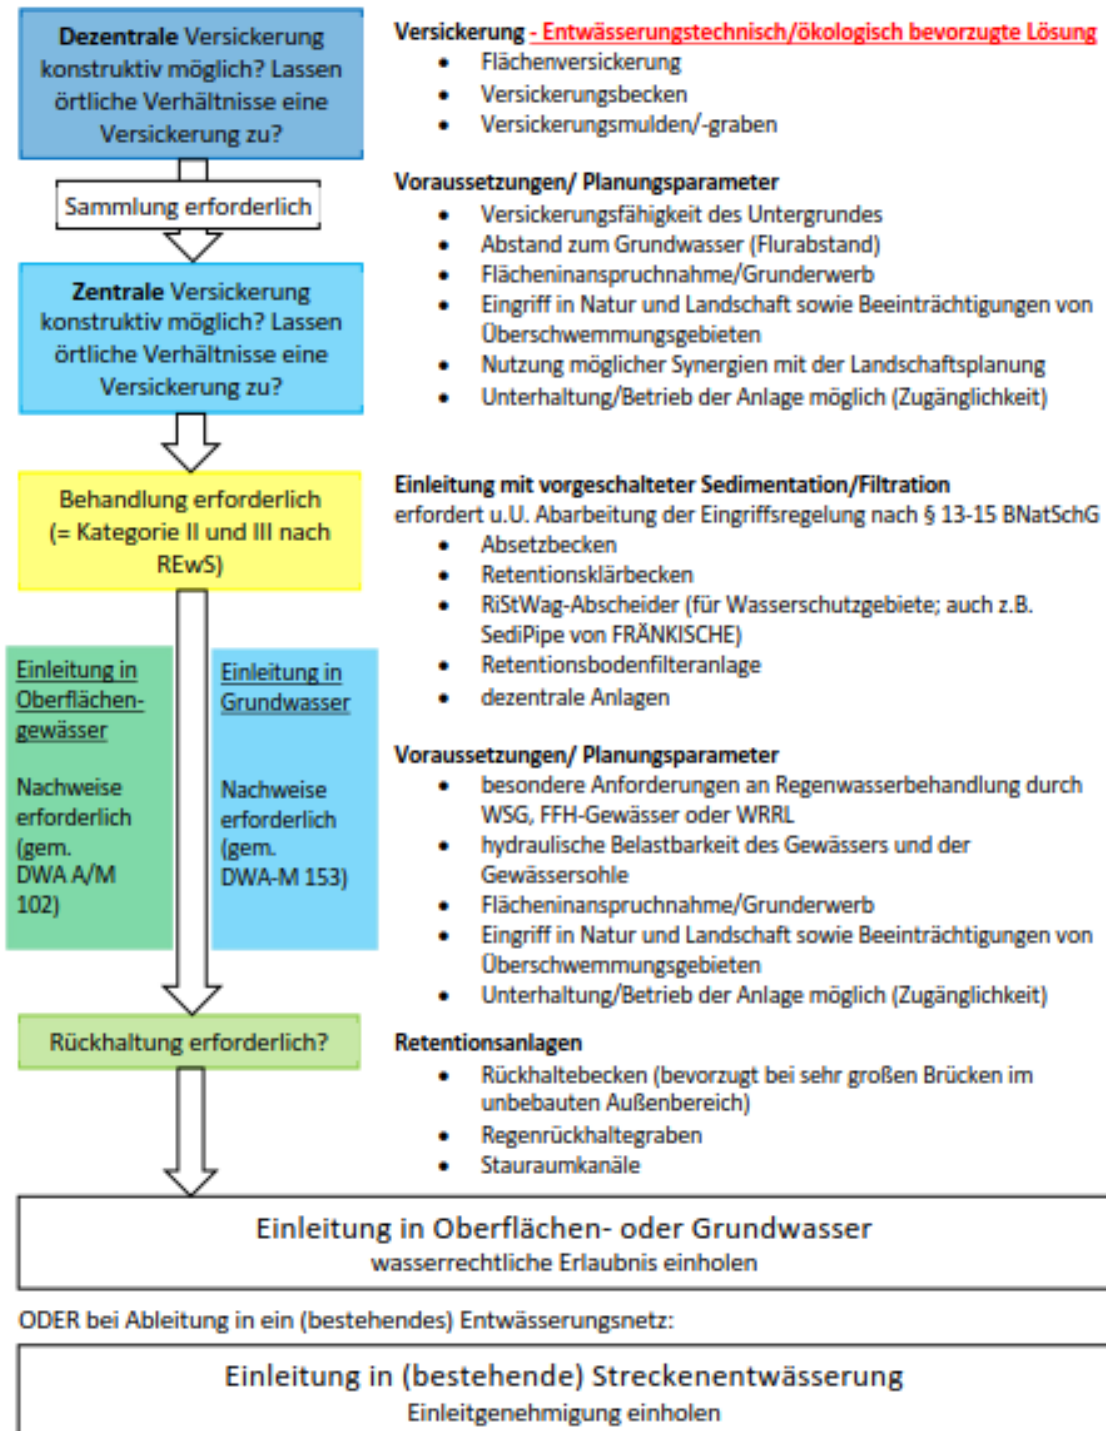 Dezentrale Versickerung
konstruktiv möglich? Lassen
örtliche Verhältnisse eine
Versickerung zu?
Versickerung - Entwässerungstechnisch/ökologisch bevorzugte Lösung
• Flächenversickerung
• Versickerungsbecken
• Versickerungsmulden/-graben
Sammlung erforderlich
Voraussetzungen/ Planungsparameter
• Versickerungsfähigkeit des Untergrundes
• Abstand zum Grundwasser (Flurabstand)
• Flächeninanspruchnahme/Grunderwerb
• Eingriff in Natur und Landschaft sowie Beeinträchtigungen von
Überschwemmungsgebieten
• Nutzung möglicher Synergien mit der Landschaftsplanung
• Unterhaltung/Betrieb der Anlage möglich (Zugänglichkeit)
Zentrale Versickerung
konstruktiv möglich? Lassen
örtliche Verhältnisse eine
Versickerung zu?
Behandlung erforderlich
(= Kategorie II und III nach
REwS)
Einleitung mit vorgeschalteter Sedimentation/Filtration
erfordert u.U. Abarbeitung der Eingriffsregelung nach § 13-15 BNatSchG
• Absetzbecken
• Retentionsklärbecken
• RiStWag-Abscheider (für Wasserschutzgebiete; auch z.B.
SediPipe von FRÄNKISCHE)
• Retentionsbodenfilteranlage
• dezentrale Anlagen
Einleitung in
Oberflächen-
gewässer
Nachweise
erforderlich
(gem.
DWA A/M
102)
Einleitung in
Grundwasser
Nachweise
erforderlich
(gem.
DWA-M 153)
Voraussetzungen/ Planungsparameter
• besondere Anforderungen an Regenwasserbehandlung durch
WSG, FFH-Gewässer oder WRRL
• hydraulische Belastbarkeit des Gewässers und der
Gewässersohle
• Flächeninanspruchnahme/Grunderwerb
• Eingriff in Natur und Landschaft sowie Beeinträchtigungen von
Überschwemmungsgebieten
• Unterhaltung/Betrieb der Anlage möglich (Zugänglichkeit)
Rückhaltung erforderlich?
Retentionsanlagen
• Rückhaltebecken (bevorzugt bei sehr großen Brücken im
unbebauten Außenbereich)
• Regenrückhaltegraben
• Stauraumkanäle
Einleitung in Oberflächen- oder Grundwasser
wasserrechtliche Erlaubnis einholen
ODER bei Ableitung in ein (bestehendes) Entwässerungsnetz:
Einleitung in (bestehende) Streckenentwässerung
Einleitgenehmigung einholen